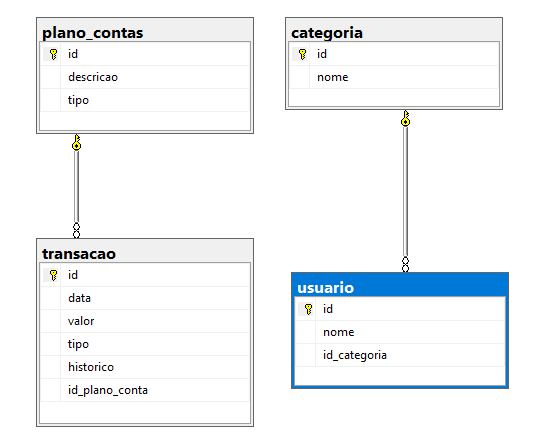 plano_contas
id
descricao
tipo
categoria
id
nome
transacao
id
data
valor
tipo
historico
id_plano_conta
usuario
id
nome
id_categoria